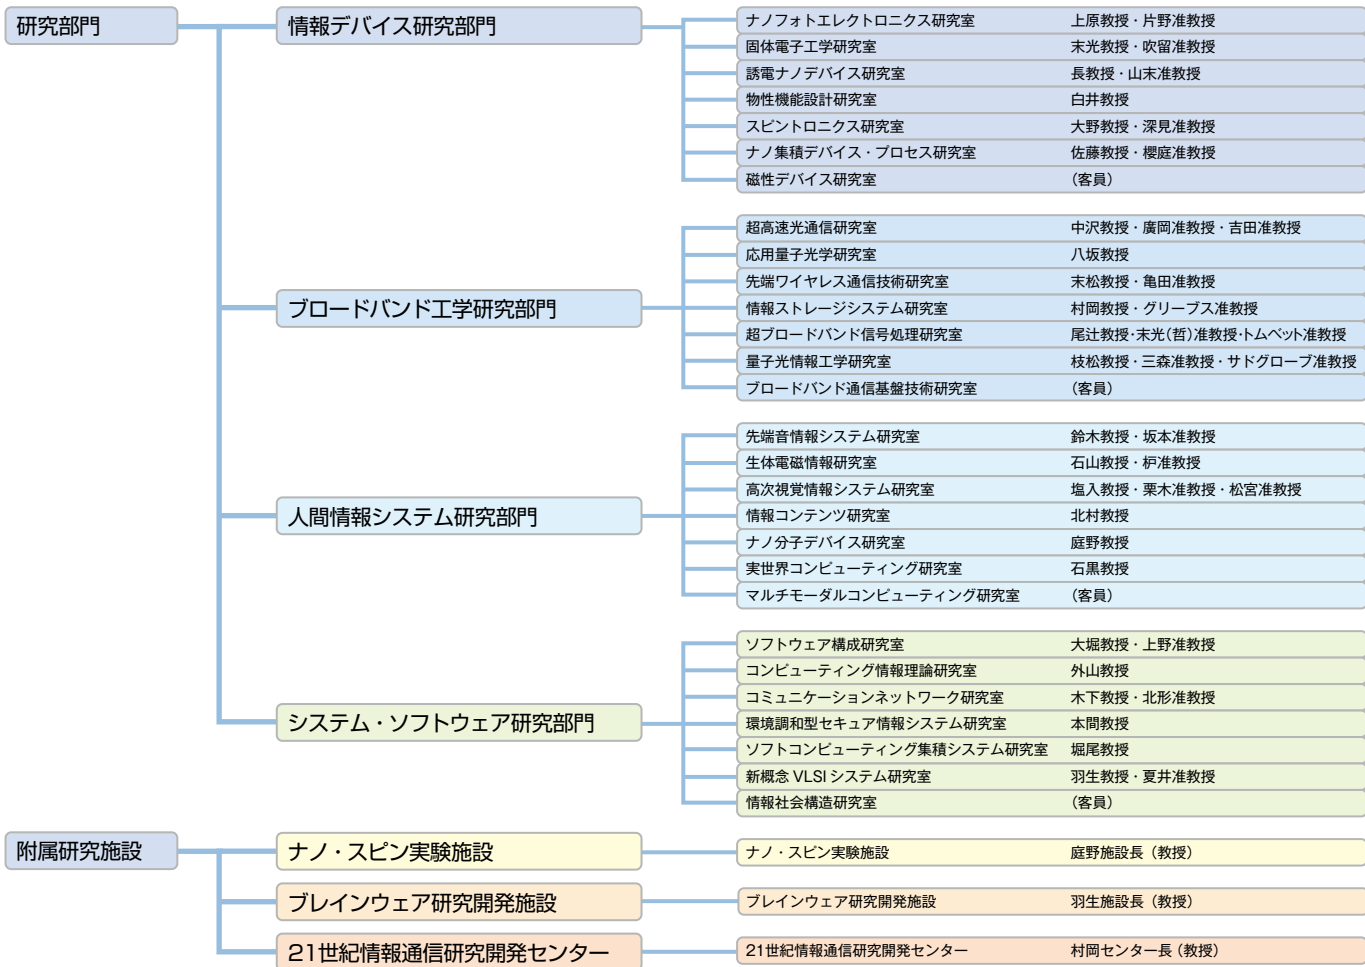 研究部門
情報デバイス研究部門
ナノフォトエレクトロニクス研究室 上原教授・片野准教授
固体電子工学研究室 末光教授・吹留准教授
誘電ナノデバイス研究室 長教授・山末准教授
物性機能設計研究室 白井教授
スピントロニクス研究室 大野教授・深見准教授
ナノ集積デバイス・プロセス研究室 佐藤教授・櫻庭准教授
磁性デバイス研究室 (客員)
ブロードバンド工学研究部門
超高速光通信研究室 中沢教授・廣岡准教授・吉田准教授
応用量子光学研究室 八坂教授
先端ワイヤレス通信技術研究室 末松教授・亀田准教授
情報ストレージシステム研究室 村岡教授・グリーブス准教授
超ブロードバンド信号処理研究室 尾辻教授・末光(哲)准教授・トムベット准教授
量子光情報工学研究室 枝松教授・三森准教授・サドグローブ准教授
ブロードバンド通信基盤技術研究室 (客員)
人間情報システム研究部門
先端音情報システム研究室 鈴木教授・坂本准教授
生体電磁情報研究室 石山教授・枦准教授
高次視覚情報システム研究室 塩入教授・栗木准教授・松宮准教授
情報コンテンツ研究室 北村教授
ナノ分子デバイス研究室 庭野教授
実世界コンピューティング研究室 石黒教授
マルチモーダルコンピューティング研究室 (客員)
システム・ソフトウェア研究部門
ソフトウェア構成研究室 大堀教授・上野准教授
コンピューティング情報理論研究室 外山教授
コミュニケーションネットワーク研究室 木下教授・北形准教授
環境調和型セキュア情報システム研究室 本間教授
ソフトコンピューティング集積システム研究室 堀尾教授
新概念 VLSI システム研究室 羽生教授・夏井准教授
情報社会構造研究室 (客員)
附属研究施設
ナノ・スピン実験施設
ナノ・スピン実験施設 庭野施設長(教授)
ブレインウェア研究開発施設
ブレインウェア研究開発施設 羽生施設長(教授)
21世紀情報通信研究開発センター
21世紀情報通信研究開発センター 村岡センター長(教授)